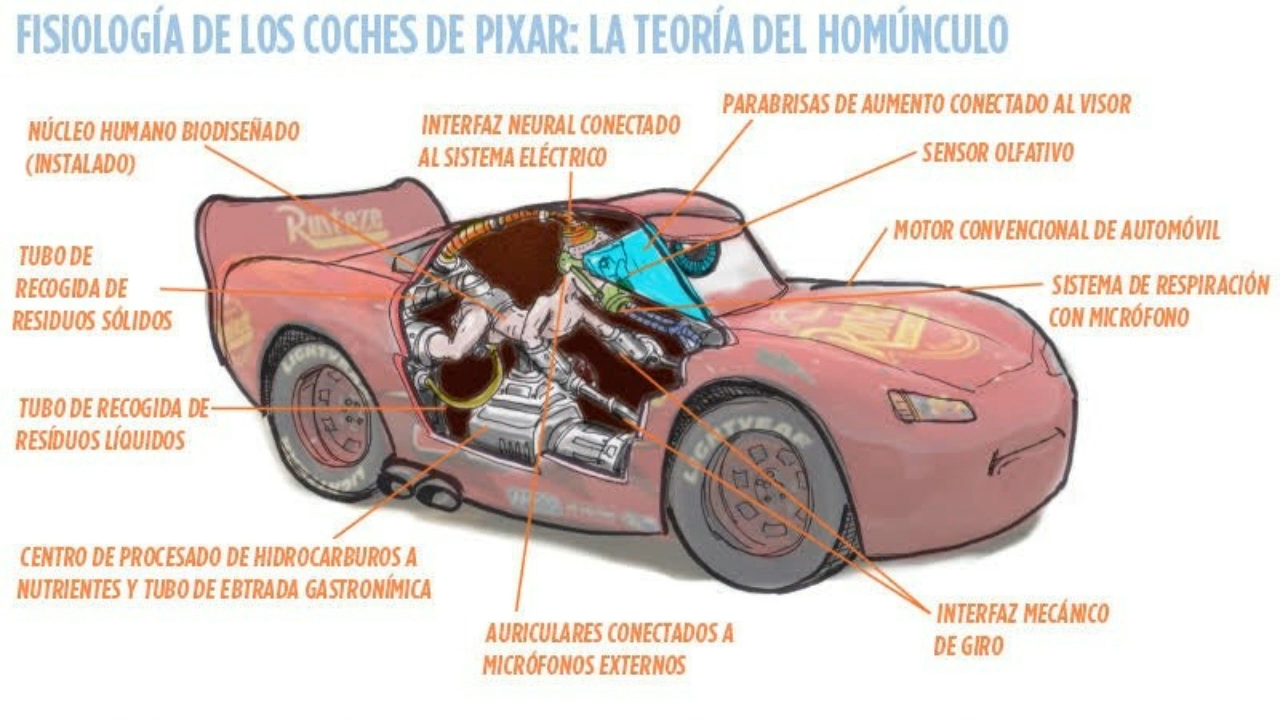 FISIOLOGÍA DE LOS COCHES DE PIXAR: LA TEORÍA DEL HOMÚNCULO
PARABRISAS DE AUMENTO CONECTADO AL VISOR
NÚCLEO HUMANO BIODISEÑADO
(INSTALADO)
INTERFAZ NEURAL CONECTADO
AL SISTEMA ELÉCTRICO
SENSOR OLFATIVO
MOTOR CONVENCIONAL DE AUTOMÓVIL
TUBO DE
RECOGIDA DE
RESIDUOS SÓLIDOS
SISTEMA DE RESPIRACIÓN
CON MICRÓFONO
TUBO DE RECOGIDA DE
RESÍDUOS LÍQUIDOS
LIGHTYEAR
CENTRO DE PROCESADO DE HIDROCARBUROS A
NUTRIENTES Y TUBO DE EBTRADA GASTRONÍMICA
AURICULARES CONECTADOS A
MICRÓFONOS EXTERNOS
INTERFAZ MECÁNICO
DE GIRO